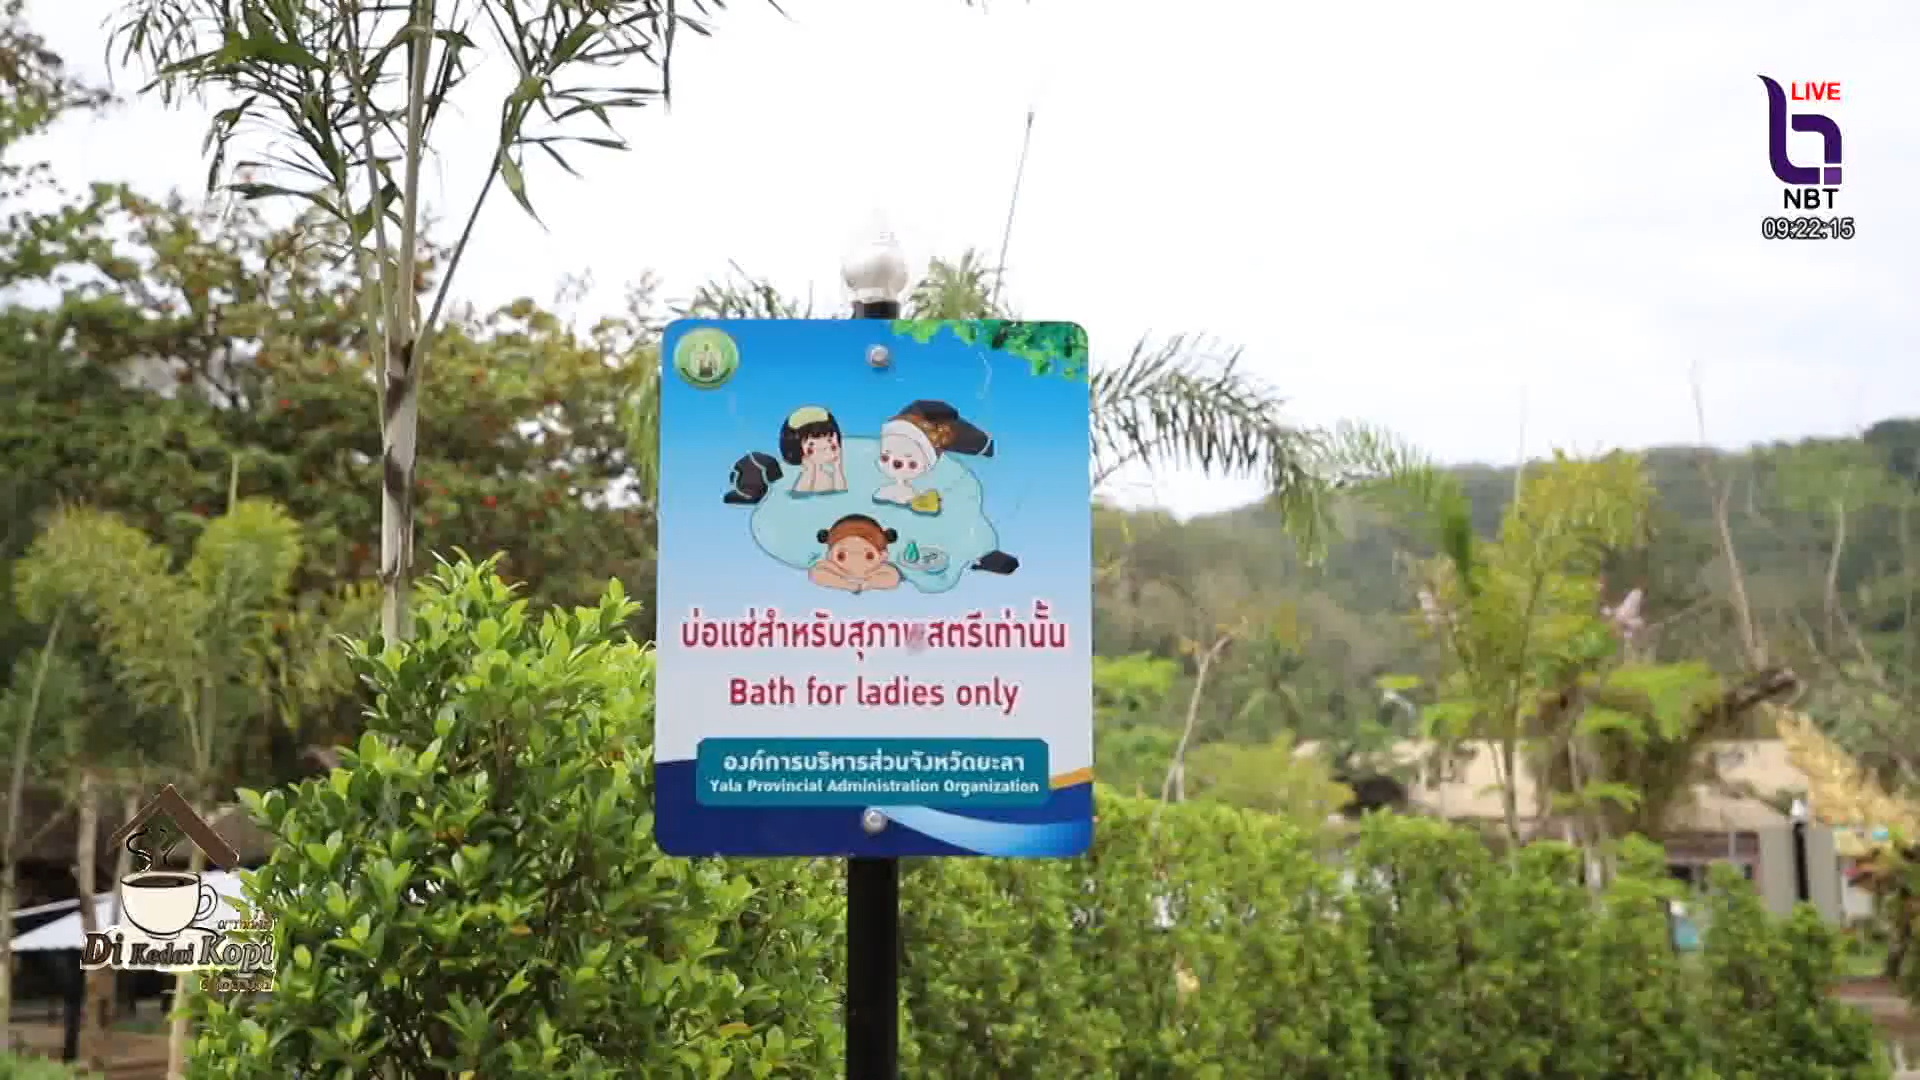 LIVE
NBT
09:22:15
บ่อแช่สำหรับสุภาพสตรีเท่านั้น
Bath for ladies only
องค์การบริหารส่วนจังหวัดยะลา
Yala Provincial Administration Organization
Di Kedai Kopi